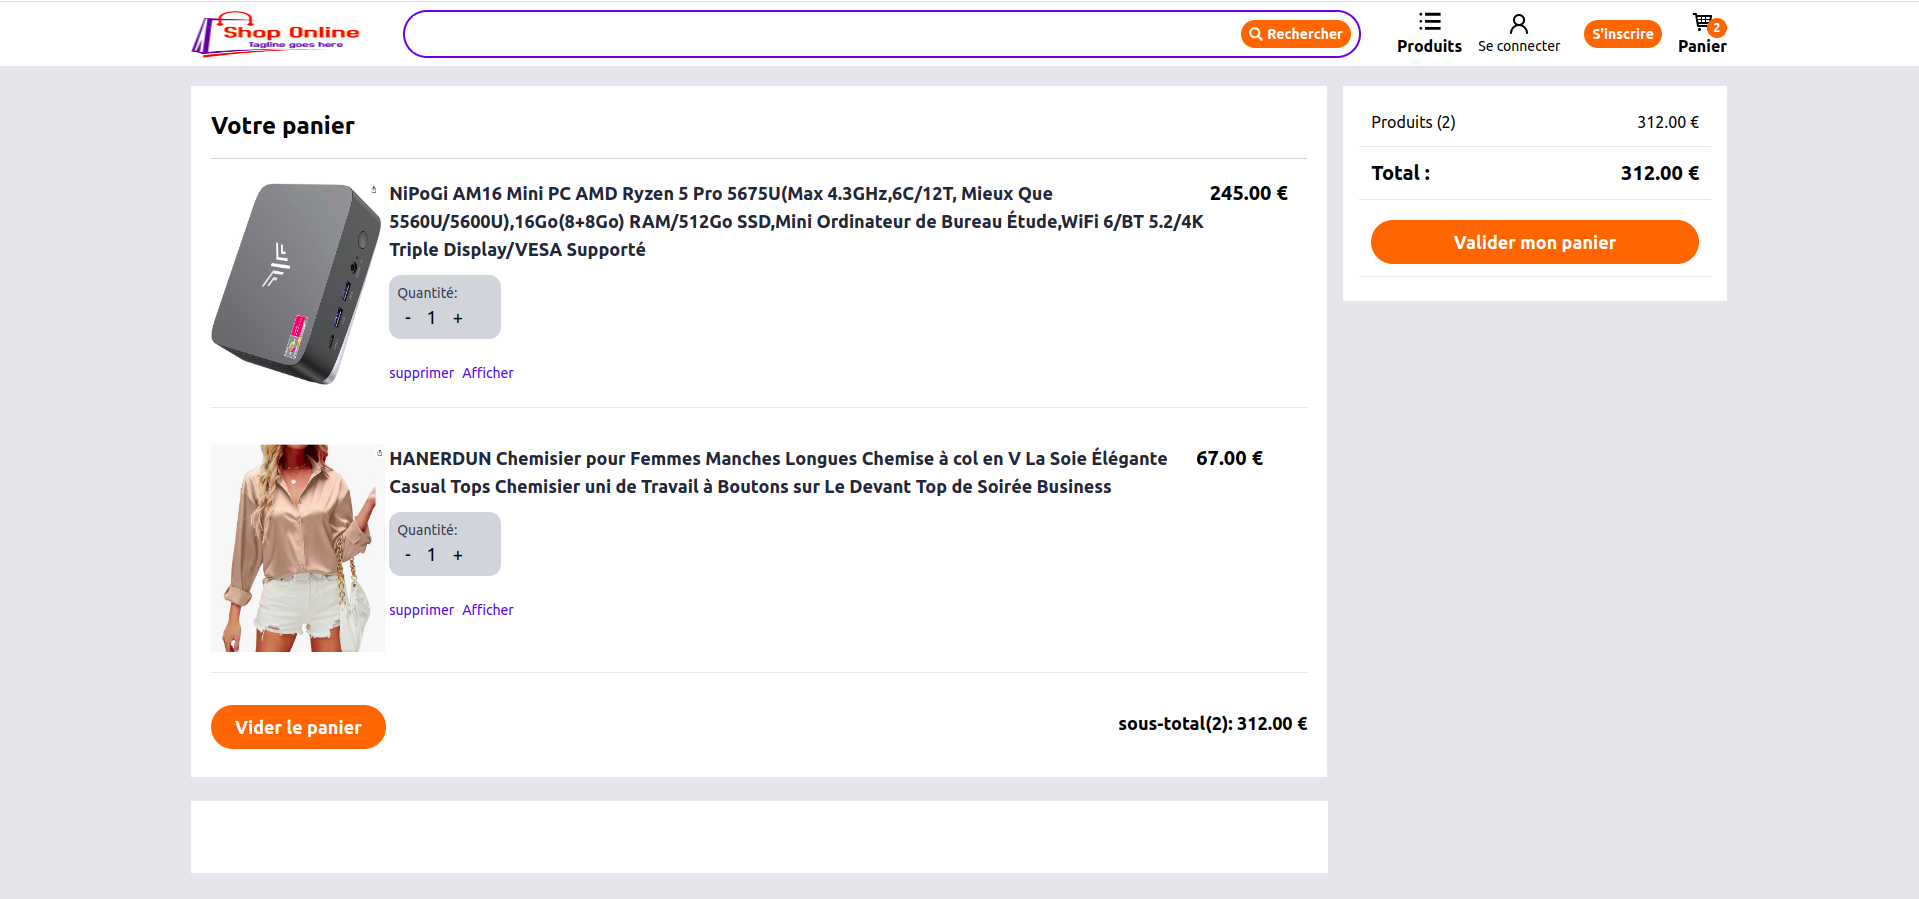 Shop Online
Tagline goes here
Rechercher
Produits
Se connecter
S'inscrire
2
Panier
Votre panier
NiPoGi AM16 Mini PC AMD Ryzen 5 Pro 5675U(Max 4.3GHz,6C/12T, Mieux Que
5560U/5600U),16Go(8+8Go) RAM/512Go SSD,Mini Ordinateur de Bureau Étude,WiFi 6/BT 5.2/4K
Triple Display/VESA Supporté
245.00 €
Quantité:
- 1 +
supprimer Afficher
HANERDUN Chemisier pour Femmes Manches Longues Chemise à col en V La Soie Élégante
Casual Tops Chemisier uni de Travail à Boutons sur Le Devant Top de Soirée Business
67.00 €
Quantité:
- 1 +
supprimer Afficher
Vider le panier
sous-total(2): 312.00 €
Produits (2) 312.00 €
Total : 312.00 €
Valider mon panier